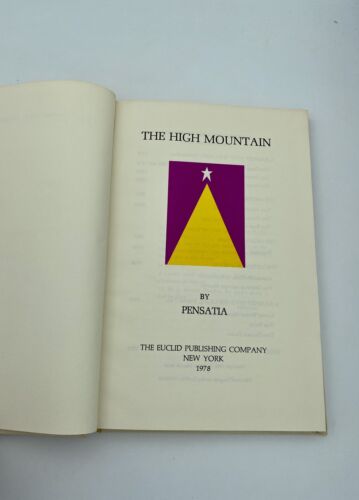 THE HIGH MOUNTAIN
BY
PENSATIA
THE EUCLID PUBLISHING COMPANY
NEW YORK
1978